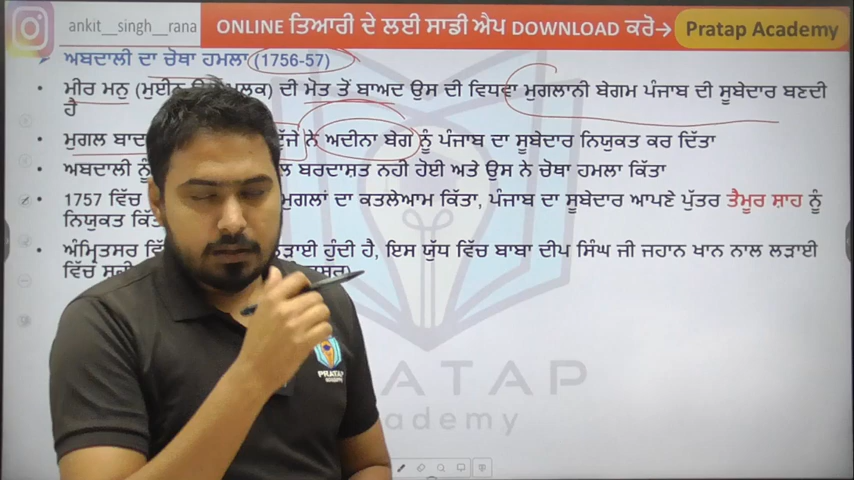 ankit__singh__rana
ONLINE ਤਿਆਰੀ ਦੇ ਲਈ ਸਾਡੀ ਐਪ DOWNLOAD ਕਰੋ→
Pratap Academy
ਅਬਦਾਲੀ ਦਾ ਚੋਥਾ ਹਮਲਾ (1756-57)
ਮੀਰ ਮਨੂ (ਮੁਈਨ ਮੁਲਕ) ਦੀ ਮੋਤ ਤੋਂ ਬਾਅਦ ਉਸ ਦੀ ਵਿਧਵਾ ਮੁਗਲਾਨੀ ਬੇਗਮ ਪੰਜਾਬ ਦੀ ਸੂਬੇਦਾਰ ਬਣਦੀ
ਹੈ
ਮੁਗਲ ਨੇ ਅਦੀਨਾ ਬੇਗ ਨੂੰ ਪੰਜਾਬ ਦਾ ਸੂਬੇਦਾਰ ਨਿਯੁਕਤ ਕਰ ਦਿੱਤਾ
ਅਬਦਾਲੀ ਨੂੰ ਬਰਦਾਸ਼ਤ ਨਹੀ ਹੋਈ ਅਤੇ ਉਸ ਨੇ ਚੋਥਾ ਹਮਲਾ ਕਿੱਤਾ
1757 ਵਿੱਚ ਮੁਗਲਾਂ ਦਾ ਕਤਲੇਆਮ ਕਿੱਤਾ, ਪੰਜਾਬ ਦਾ ਸੂਬੇਦਾਰ ਆਪਣੇ ਪੁੱਤਰ ਤੈਮੂਰ ਸ਼ਾਹ ਨੂੰ
ਨਿਯੁਕਤ
ਅੰਮ੍ਰਿਤਸਰ ਲੜਾਈ ਹੁੰਦੀ ਹੈ, ਇਸ ਯੁੱਧ ਵਿੱਚ ਬਾਬਾ ਦੀਪ ਸਿੰਘ ਜੀ ਜਹਾਨ ਖਾਨ ਨਾਲ ਲੜਾਈ
ਵਿੱਚ
PRATAP
academy